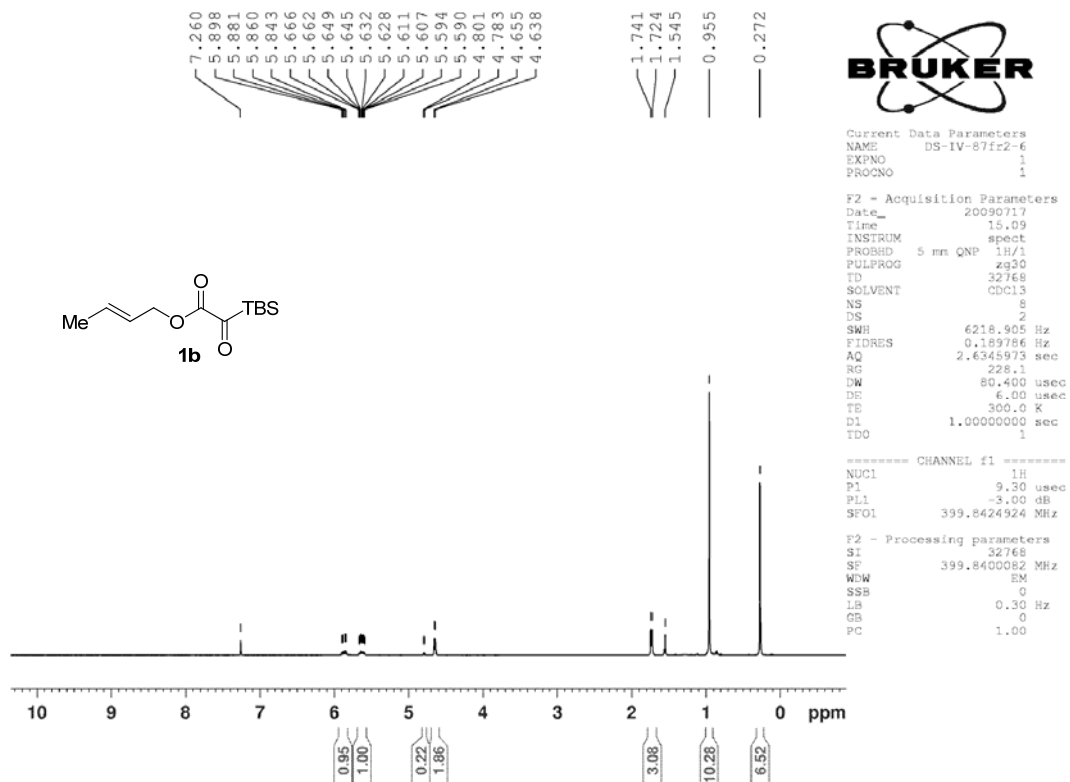 7.260
5.898
5.881
5.860
5.843
5.666
5.662
5.649
5.645
5.632
5.628
5.611
5.607
5.594
5.590
4.801
4.783
4.655
4.638
1.741
1.724
1.545
0.955
0.272
BRUKER
Current Data Parameters
NAME DS-IV-87fr2-6
EXPNO 1
PROCNO 1
F2 - Acquisition Parameters
Date_ 20090717
Time 15.09
INSTRUM spect
PROBHD 5 mm QNP 1H/1
PULPROG zg30
TD 32768
SOLVENT CDCl3
NS 8
DS 2
SWH 6218.905 Hz
FIDRES 0.189786 Hz
AQ 2.6345973 sec
RG 228.1
DW 80.400 usec
DE 6.00 usec
TE 300.0 K
D1 1.00000000 sec
TD0 1
======== CHANNEL f1 ========
NUC1 1H
P1 9.30 usec
PL1 -3.00 dB
SFO1 399.8424924 MHz
F2 - Processing parameters
SI 32768
SF 399.8400082 MHz
WDW EM
SSB 0
LB 0.30 Hz
GB 0
PC 1.00
O
Me
O
TBS
O
1b
10 9 8 7 6 5 4 3 2 1 0 ppm
0.95
1.00
0.22
1.86
3.08
10.28
6.52